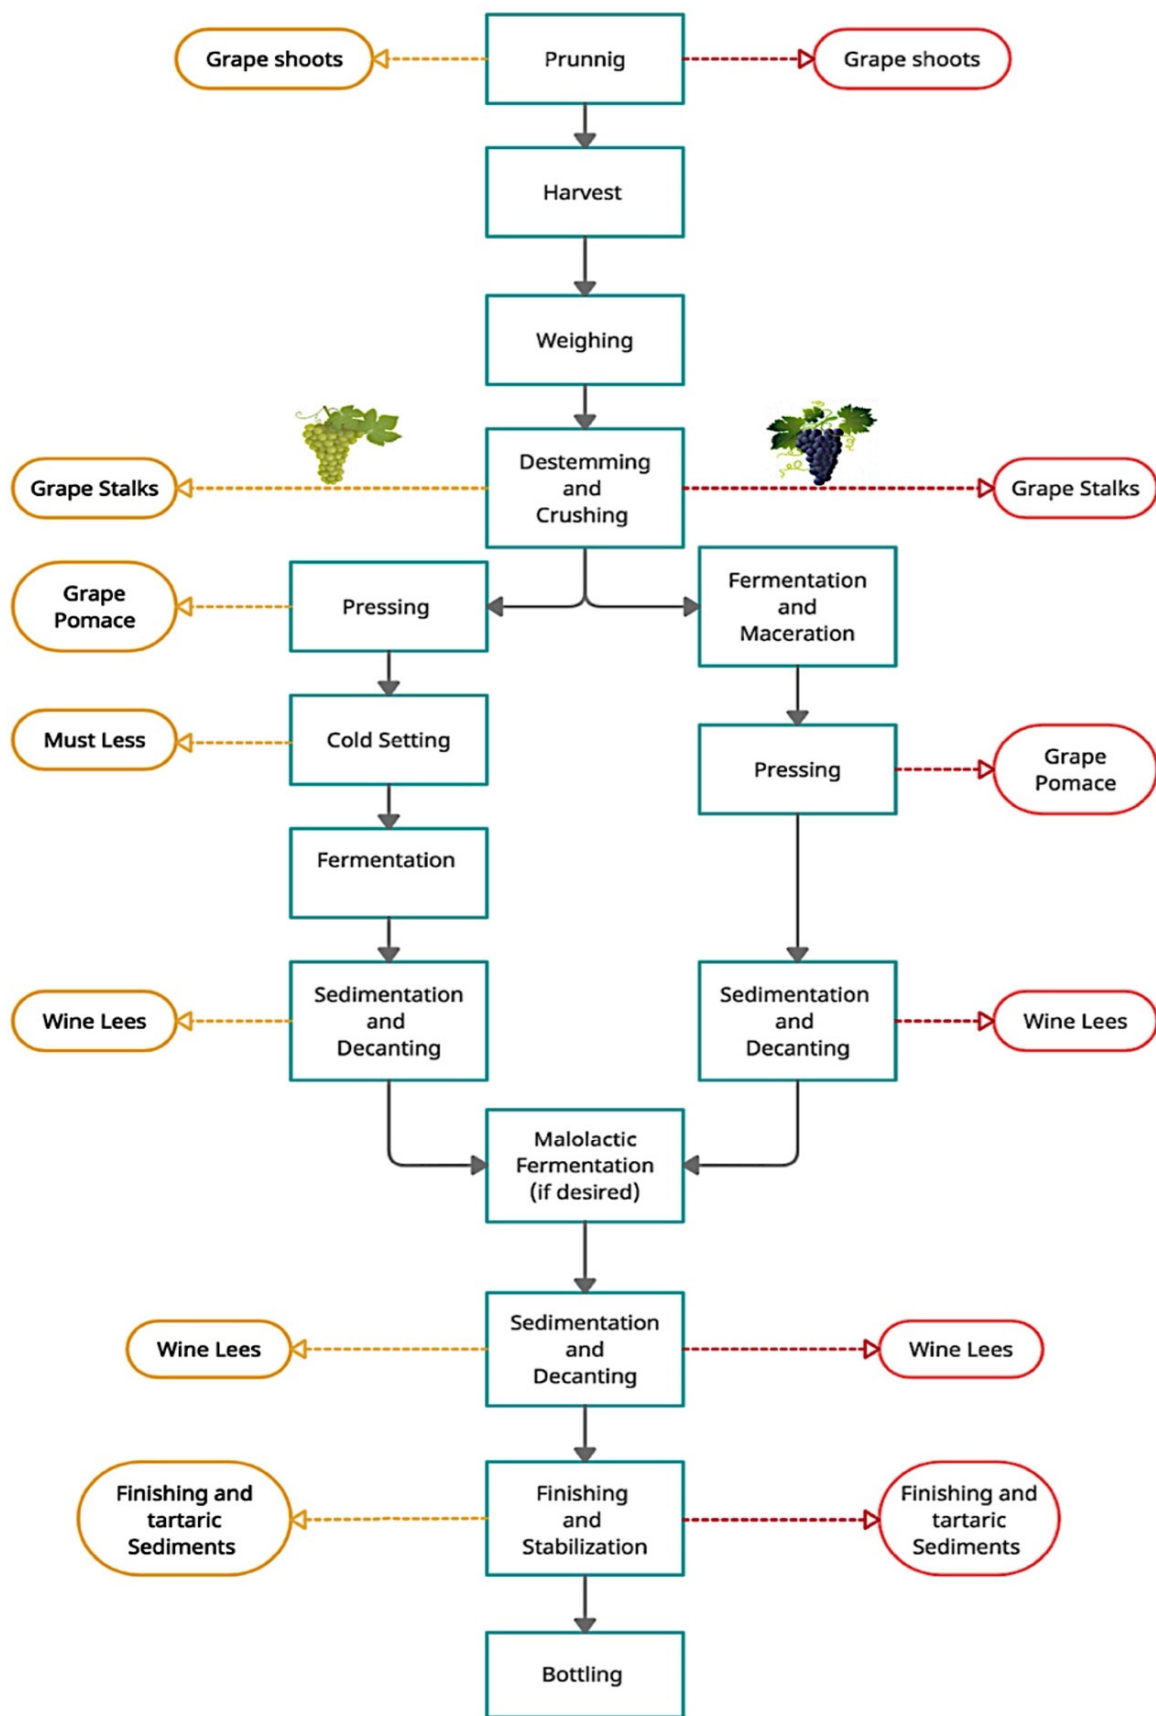 Grape shoots
Prunnig
Grape shoots
Harvest
Weighing
Grape Stalks
Destemming
and
Crushing
Grape Stalks
Grape
Pomace
Pressing
Fermentation
and
Maceration
Must Less
Cold Setting
Pressing
Grape
Pomace
Fermentation
Wine Lees
Sedimentation
and
Decanting
Sedimentation
and
Decanting
Wine Lees
Malolactic
Fermentation
(if desired)
Wine Lees
Sedimentation
and
Decanting
Wine Lees
Finishing and
tartaric
Sediments
Finishing
and
Stabilization
Finishing and
tartaric
Sediments
Bottling